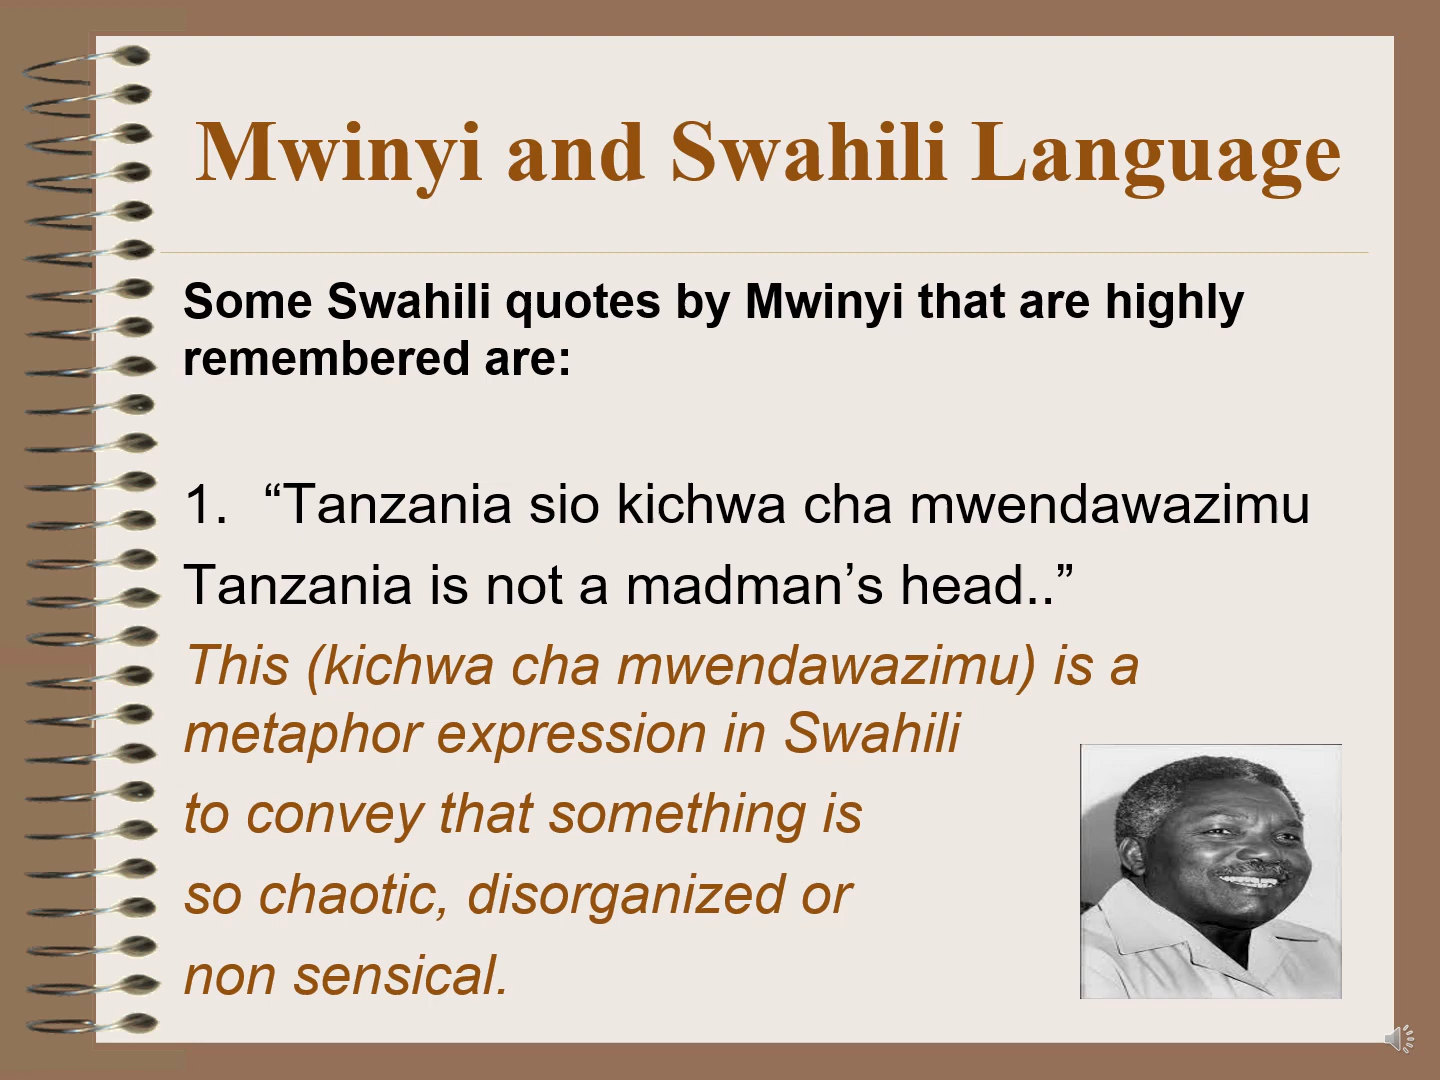 Mwinyi and Swahili Language
Some Swahili quotes by Mwinyi that are highly
remembered are:
1. “Tanzania sio kichwa cha mwendawazimu
Tanzania is not a madman’s head..”
This (kichwa cha mwendawazimu) is a
metaphor expression in Swahili
to convey that something is
so chaotic, disorganized or
non sensical.